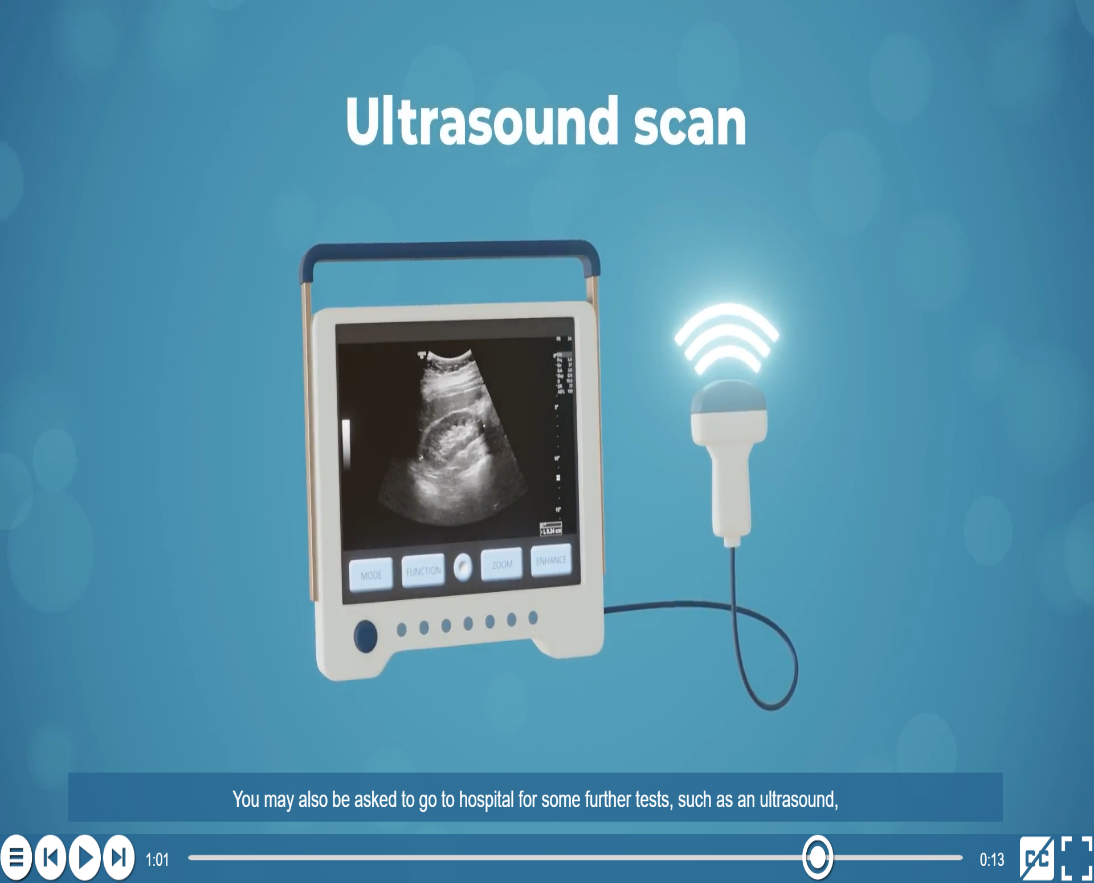 Ultrasound scan
MODE
FUNCTION
ZOOM
ENHANCE
You may also be asked to go to hospital for some further tests, such as an ultrasound,
1:01
0:13
CC